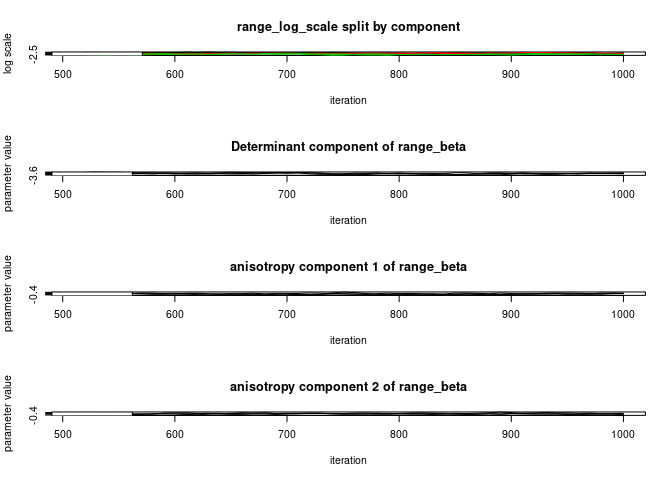 range_log_scale split by component
log scale
-2.5
500 600 700 800 900 1000
iteration
Determinant component of range_beta
parameter value
-3.6
500 600 700 800 900 1000
iteration
anisotropy component 1 of range_beta
parameter value
-0.4
500 600 700 800 900 1000
iteration
anisotropy component 2 of range_beta
parameter value
-0.4
500 600 700 800 900 1000
iteration